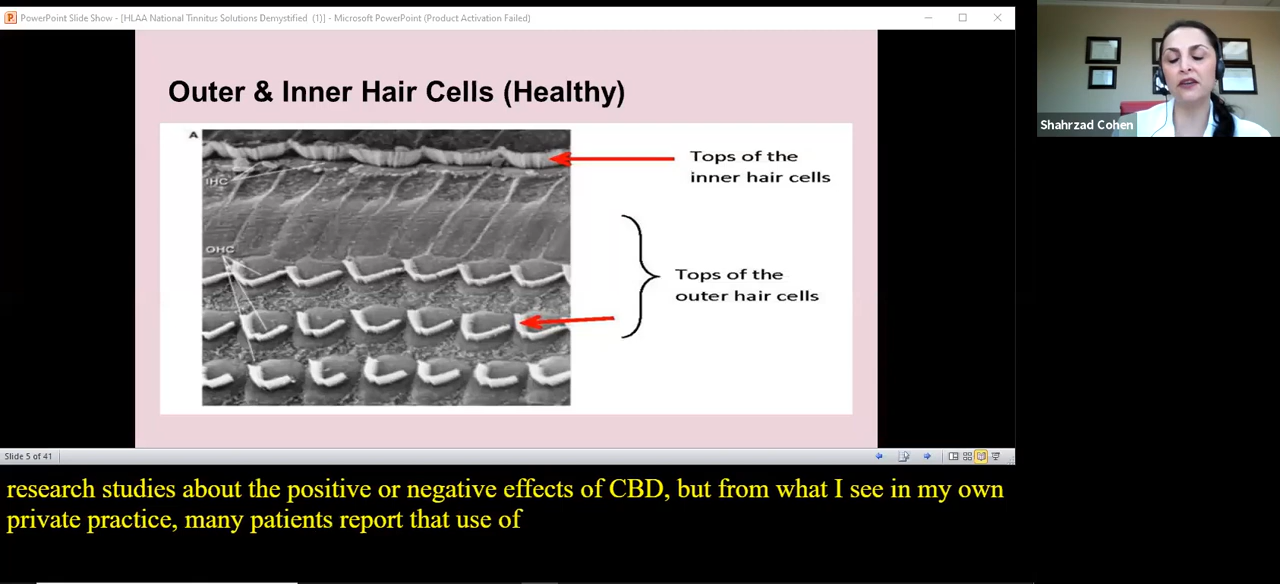 PowerPoint Slide Show - [HLAA National Tinnitus Solutions Demystified (1)] - Microsoft PowerPoint (Product Activation Failed)
Shahrzad Cohen
Outer & Inner Hair Cells (Healthy)
A
Tops of the
inner hair cells
IHC
OHC
Tops of the
outer hair cells
Slide 5 of 41
research studies about the positive or negative effects of CBD, but from what I see in my own
private practice, many patients report that use of